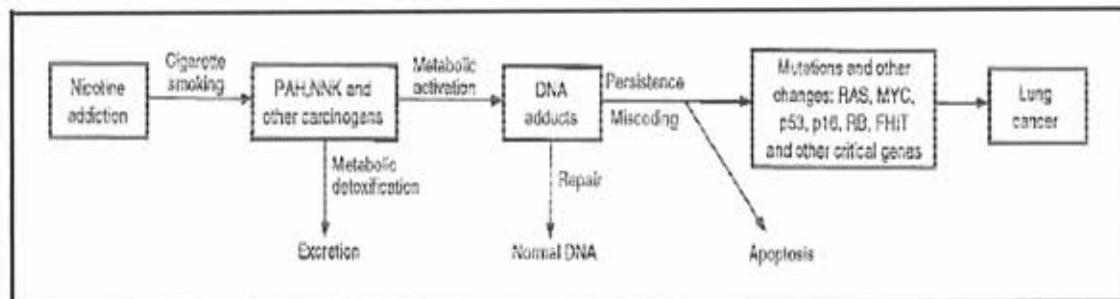 Nicotine
addiction
Cigarette
smoking
PAH,NNK and
other carcinogens
Metabolic
activation
DNA
adducts
Persistence
Miscoding
Mutations and other
changes: RAS, MYC,
p53, p16, RB, FHIT
and other critical genes
Lung
cancer
Metabolic
detoxification
Excretion
Repair
Normal DNA
Apoptosis